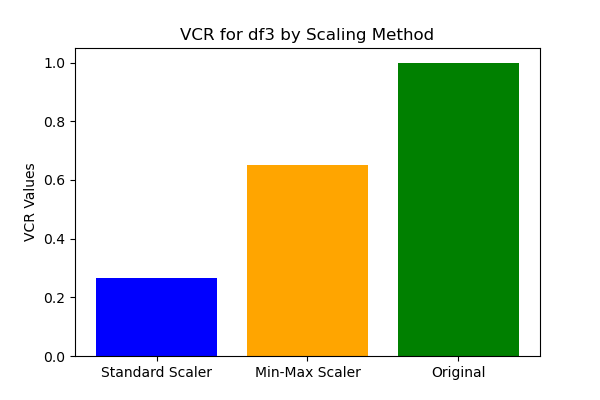 VCR for df3 by Scaling Method
VCR Values
1.0
0.8
0.6
0.4
0.2
0.0
Standard Scaler
Min-Max Scaler
Original